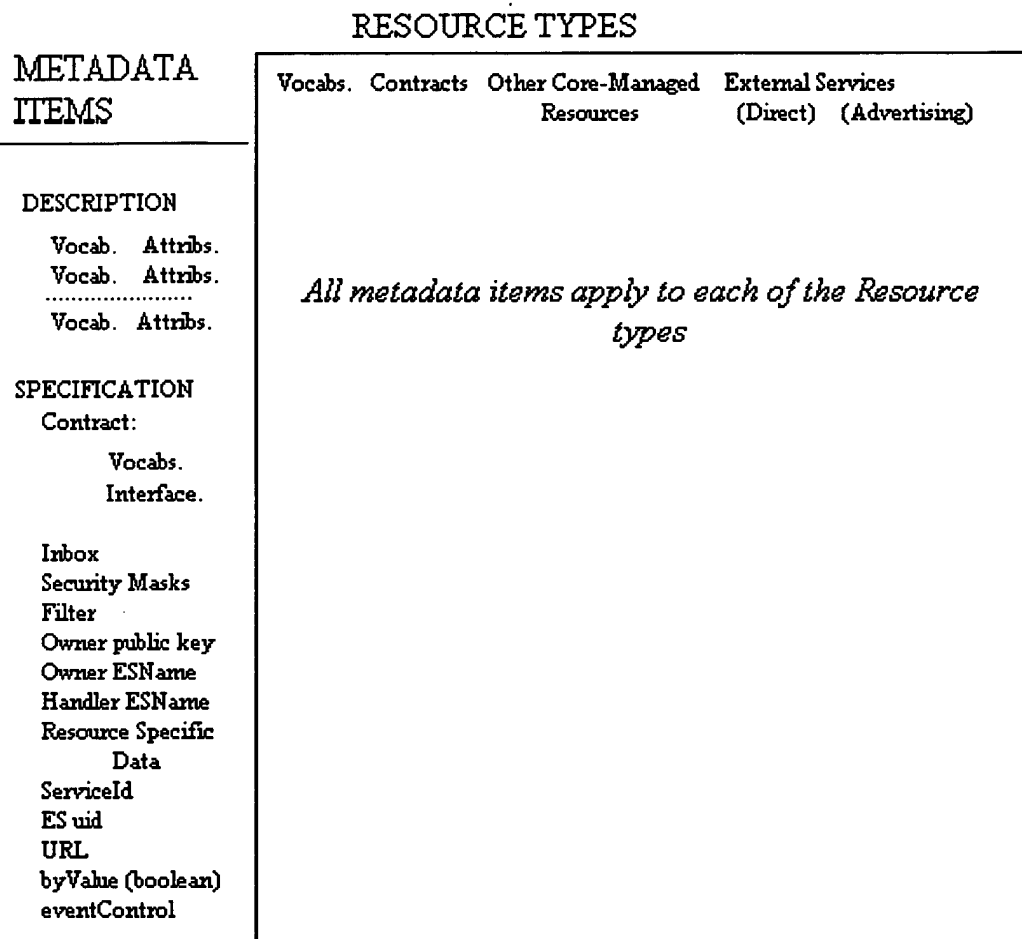 RESOURCE TYPES
METADATA
ITEMS
Vocabs. Contracts Other Core-Managed Resources External Services
(Direct) (Advertising)
DESCRIPTION
Vocab. Attribs.
Vocab. Attribs.
.....................
Vocab. Attribs.
All metadata items apply to each of the Resource
types
SPECIFICATION
Contract:
Vocabs.
Interface.
Inbox
Security Masks
Filter
Owner public key
Owner ESName
Handler ESName
Resource Specific
Data
ServiceId
ES uid
URL
byValue (boolean)
eventControl